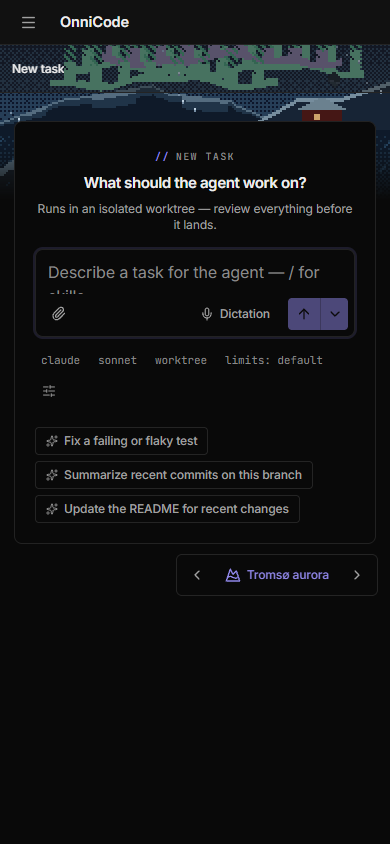 OnniCode
New task
// NEW TASK
What should the agent work on?
Runs in an isolated worktree — review everything before
it lands.
Describe a task for the agent — / for
skills
Dictation
claude sonnet worktree limits: default
Fix a failing or flaky test
Summarize recent commits on this branch
Update the README for recent changes
Tromsø aurora